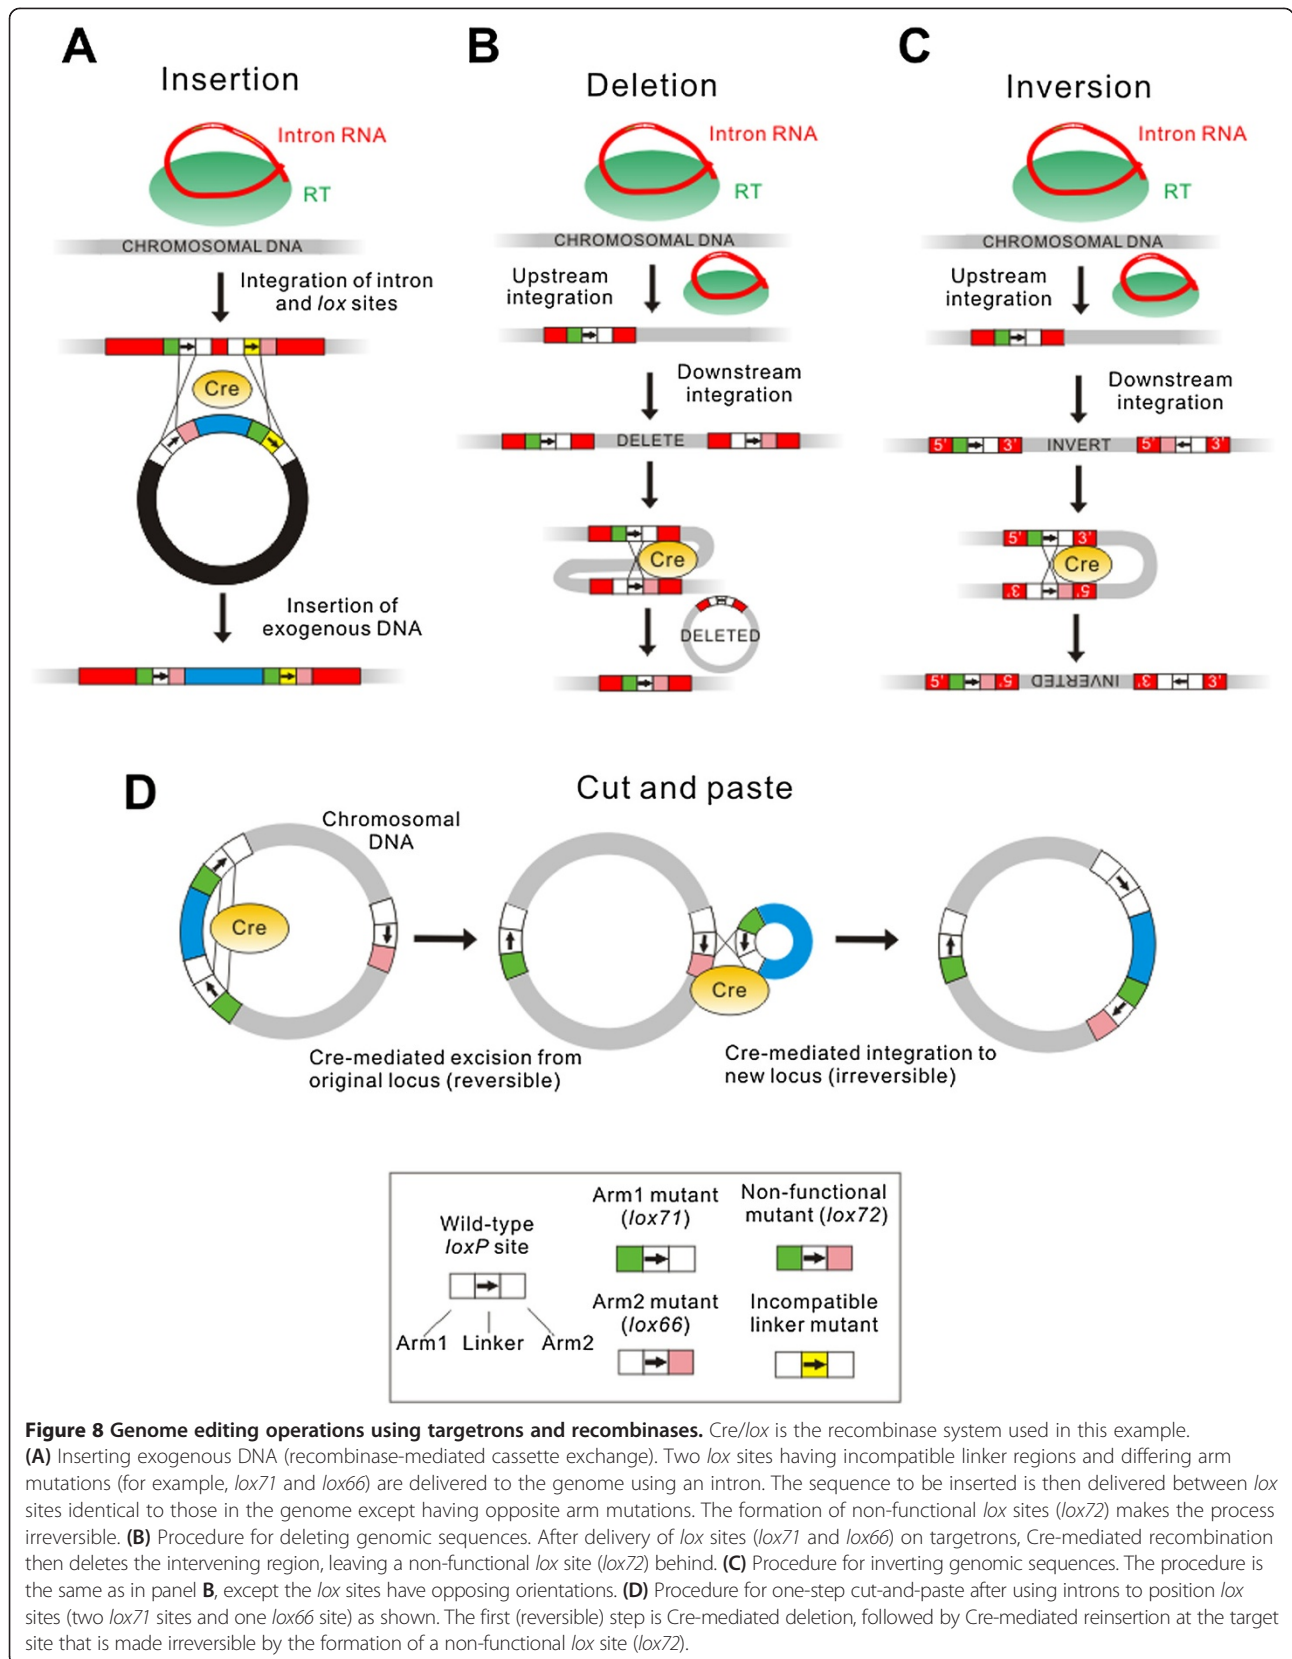 A
Insertion
Intron RNA
RT
CHROMOSOMAL DNA
Integration of intron
and lox sites
Cre
Insertion of
exogenous DNA
B
Deletion
Intron RNA
RT
CHROMOSOMAL DNA
Upstream
integration
Downstream
integration
DELETE
Cre
DELETED
C
Inversion
Intron RNA
RT
CHROMOSOMAL DNA
Upstream
integration
Downstream
integration
5' 3' INVERT 5' 3'
5' 3'
Cre
3' 5'
5' 5' INVERTED 3' 3'
D
Cut and paste
Chromosomal
DNA
Cre
Cre
Cre-mediated excision from
original locus (reversible)
Cre-mediated integration to
new locus (irreversible)
Wild-type
loxP site
Arm1 Linker Arm2
Arm1 mutant
(lox71)
Non-functional
mutant (lox72)
Arm2 mutant
(lox66)
Incompatible
linker mutant
Figure 8 Genome editing operations using targetrons and recombinases. Cre/lox is the recombinase system used in this example.
(A) Inserting exogenous DNA (recombinase-mediated cassette exchange). Two lox sites having incompatible linker regions and differing arm
mutations (for example, lox71 and lox66) are delivered to the genome using an intron. The sequence to be inserted is then delivered between lox
sites identical to those in the genome except having opposite arm mutations. The formation of non-functional lox sites (lox72) makes the process
irreversible. (B) Procedure for deleting genomic sequences. After delivery of lox sites (lox71 and lox66) on targetrons, Cre-mediated recombination
then deletes the intervening region, leaving a non-functional lox site (lox72) behind. (C) Procedure for inverting genomic sequences. The procedure is
the same as in panel B, except the lox sites have opposing orientations. (D) Procedure for one-step cut-and-paste after using introns to position lox
sites (two lox71 sites and one lox66 site) as shown. The first (reversible) step is Cre-mediated deletion, followed by Cre-mediated reinsertion at the target
site that is made irreversible by the formation of a non-functional lox site (lox72).